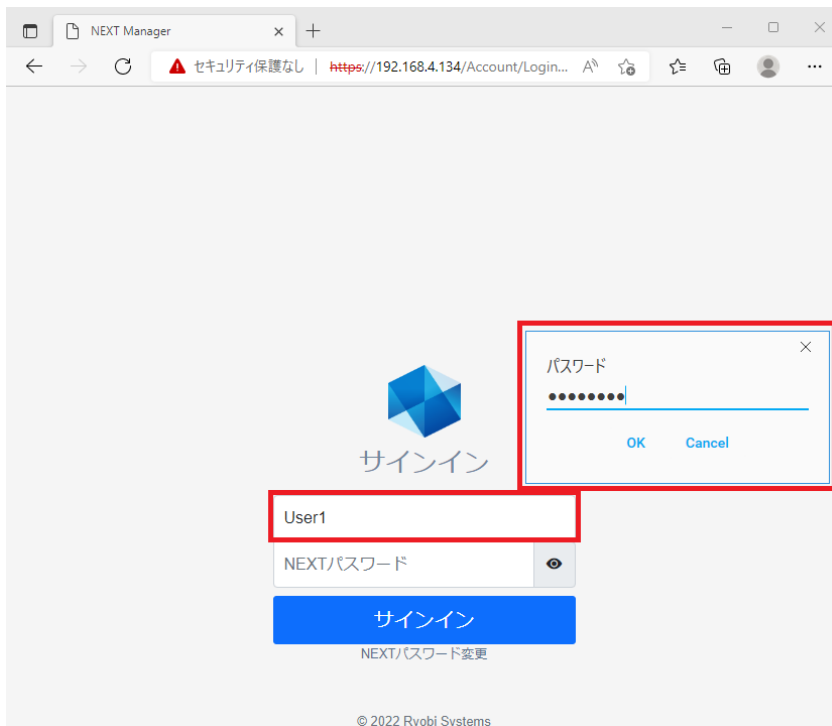 NEXT Manager
セキュリティ保護なし | https://192.168.4.134/Account/Login...
パスワード
●●●●●●●●
OK Cancel
サインイン
User1
NEXTパスワード
サインイン
NEXTパスワード変更
© 2022 Ryobi Systems